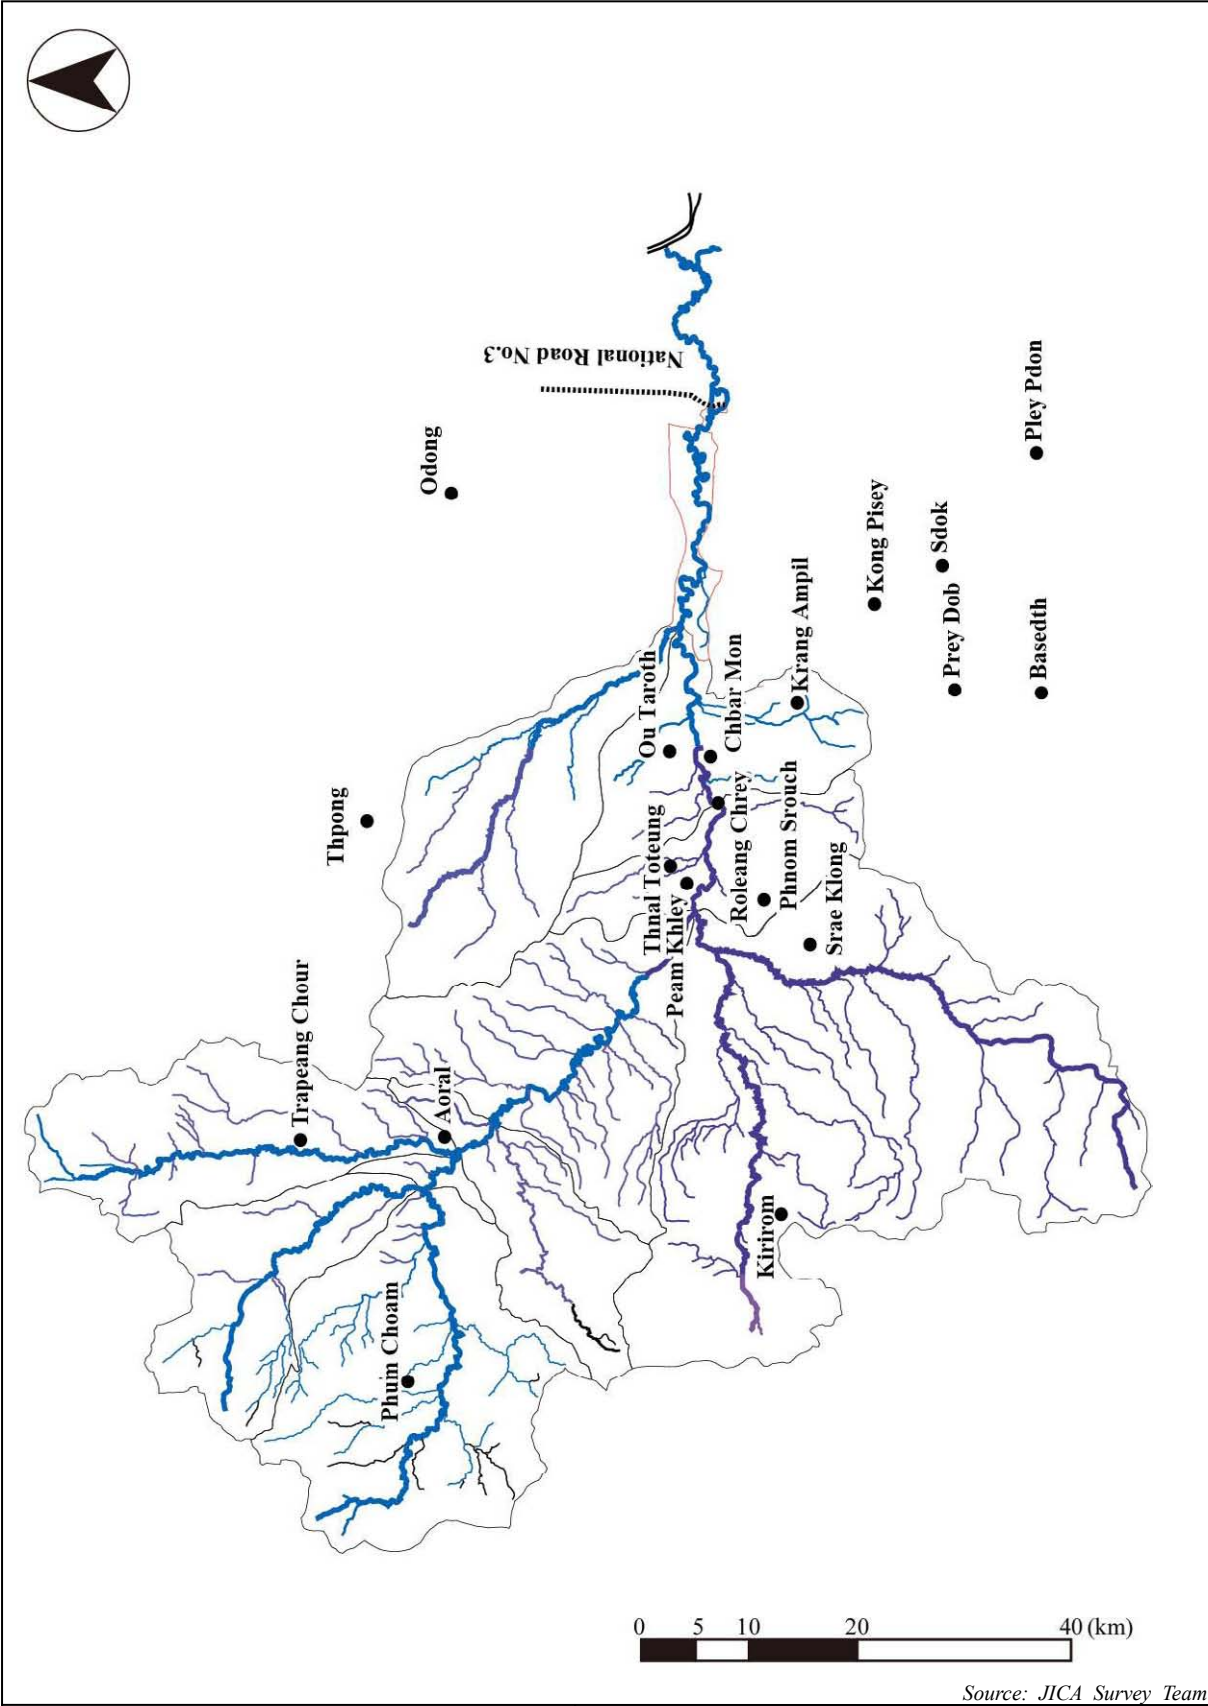 National Road No.3
Odong
Pley Pdon
Kong Pisey
Sdok
Krang Ampil
Prey Dob
Basedth
Ou Taroth
Chbar Mon
Thpong
Thnal Toteung
Roleang Chrey
Phnom Srouch
Peam Khley
Srae Klong
Trapeang Chour
Aoral
Kirirom
Phum Choam
0 5 10 20 40 (km)
Source: JICA Survey Team